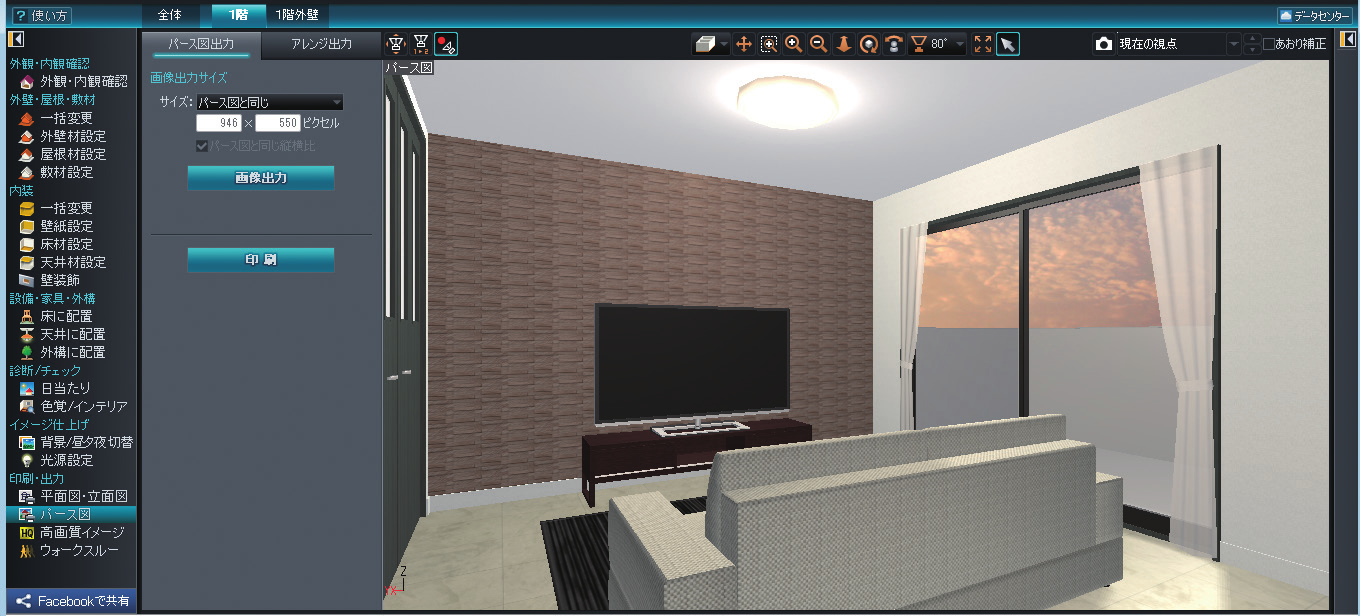 ? 使い方
全体
1階
1階外壁
データセンター
パース図出力
アレンジ出力
80°
現在の視点
あおり補正
外観・内観確認
外観・内観確認
外壁・屋根・敷材
一括変更
外壁材設定
屋根材設定
敷材設定
内装
一括変更
壁紙設定
床材設定
天井材設定
壁装飾
設備・家具・外構
床に配置
天井に配置
外構に配置
診断/チェック
日当たり
色覚/インテリア
イメージ仕上げ
背景/昼夕夜切替
光源設定
印刷・出力
平面図・立面図
パース図
HQ 高画質イメージ
ウォークスルー
Facebookで共有
画像出力サイズ
サイズ: パース図と同じ
946 × 550 ピクセル
パース図と同じ縦横比
画像出力
印刷
パース図
Z
X